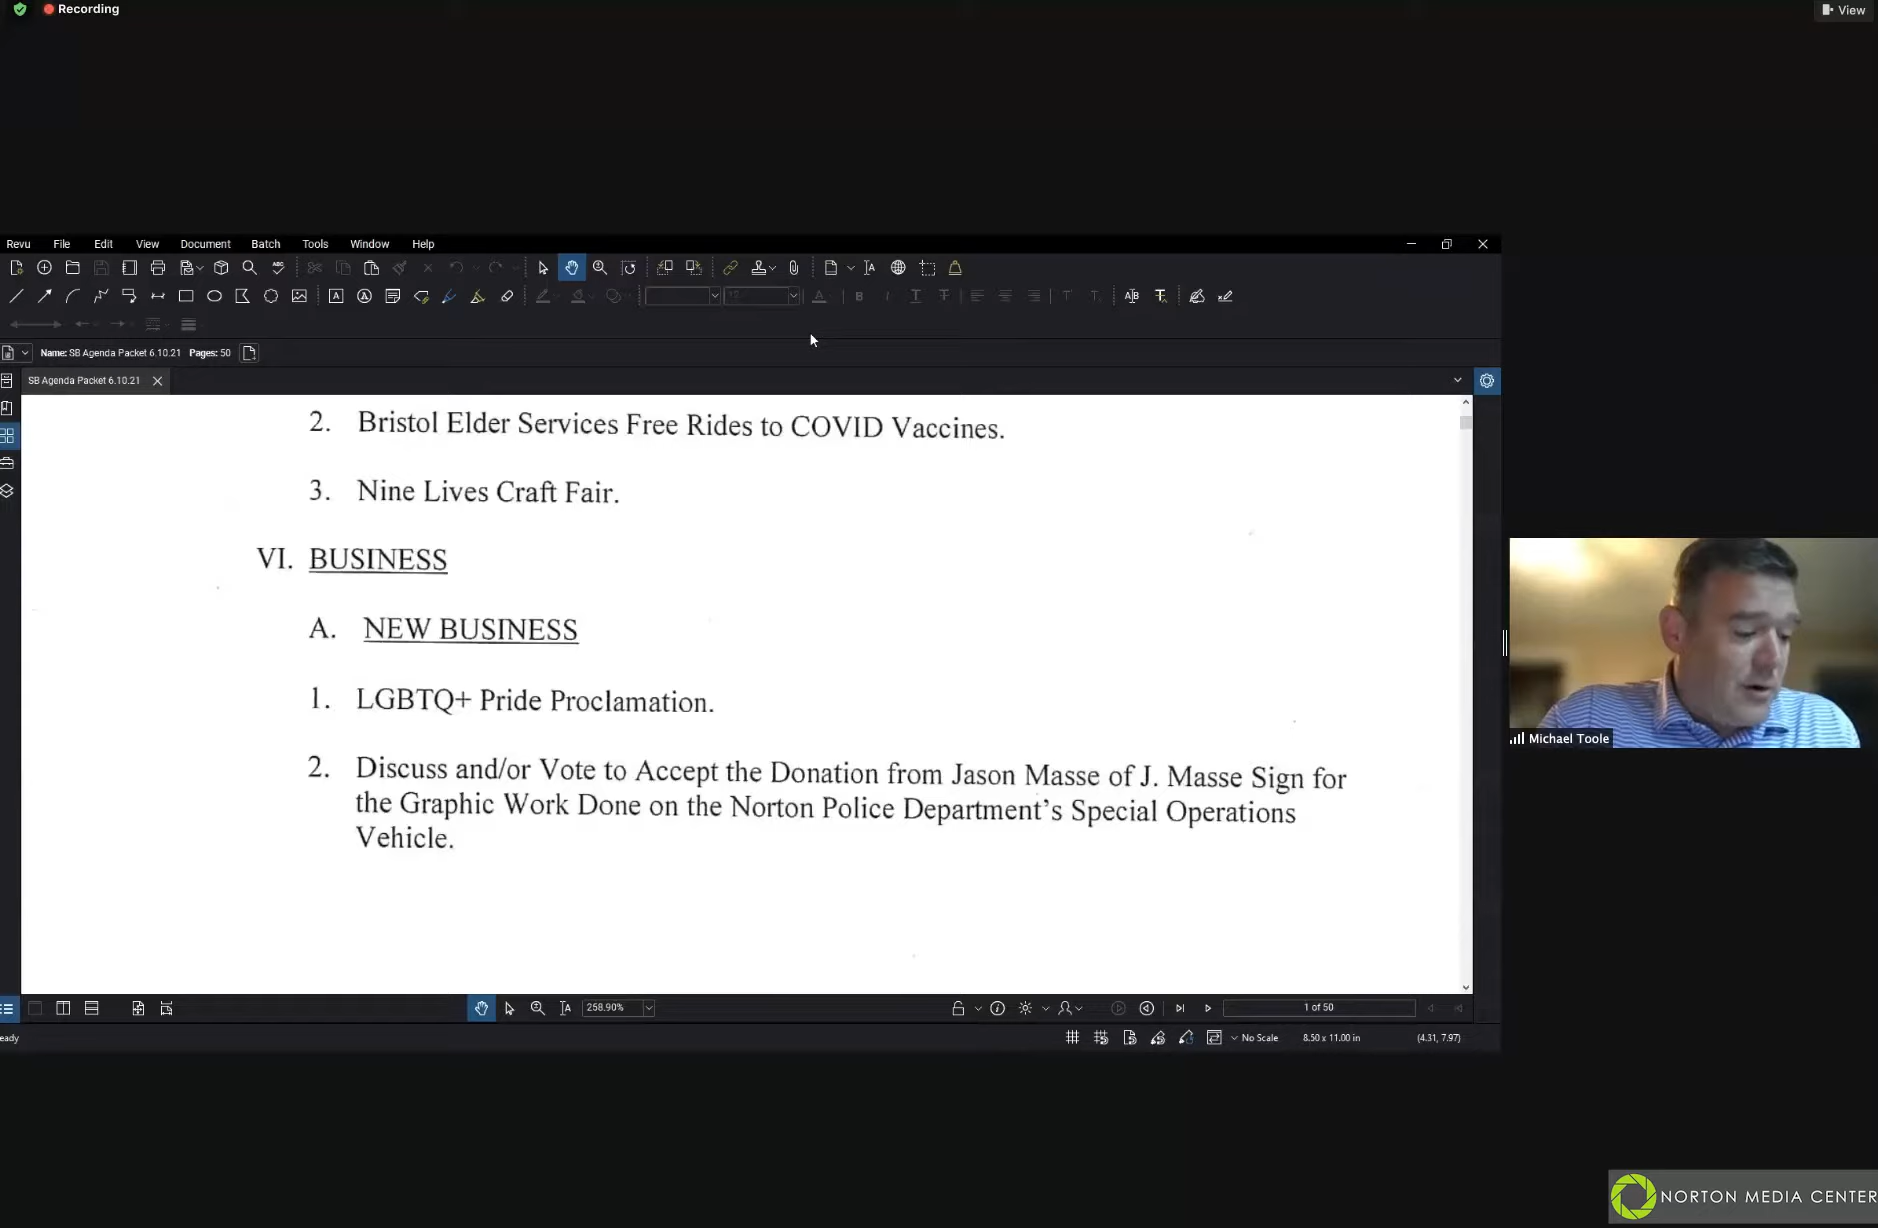 Recording
View
Revu File Edit View Document Batch Tools Window Help
Name: SB Agenda Packet 6.10.21 Pages: 50
SB Agenda Packet 6.10.21
2. Bristol Elder Services Free Rides to COVID Vaccines.
3. Nine Lives Craft Fair.
VI. BUSINESS
A. NEW BUSINESS
1. LGBTQ+ Pride Proclamation.
2. Discuss and/or Vote to Accept the Donation from Jason Masse of J. Masse Sign for
the Graphic Work Done on the Norton Police Department's Special Operations
Vehicle.
Michael Toole
258.90%
1 of 50
eady
No Scale 8.50 x 11.00 in (4.31, 7.97)
NORTON MEDIA CENTER